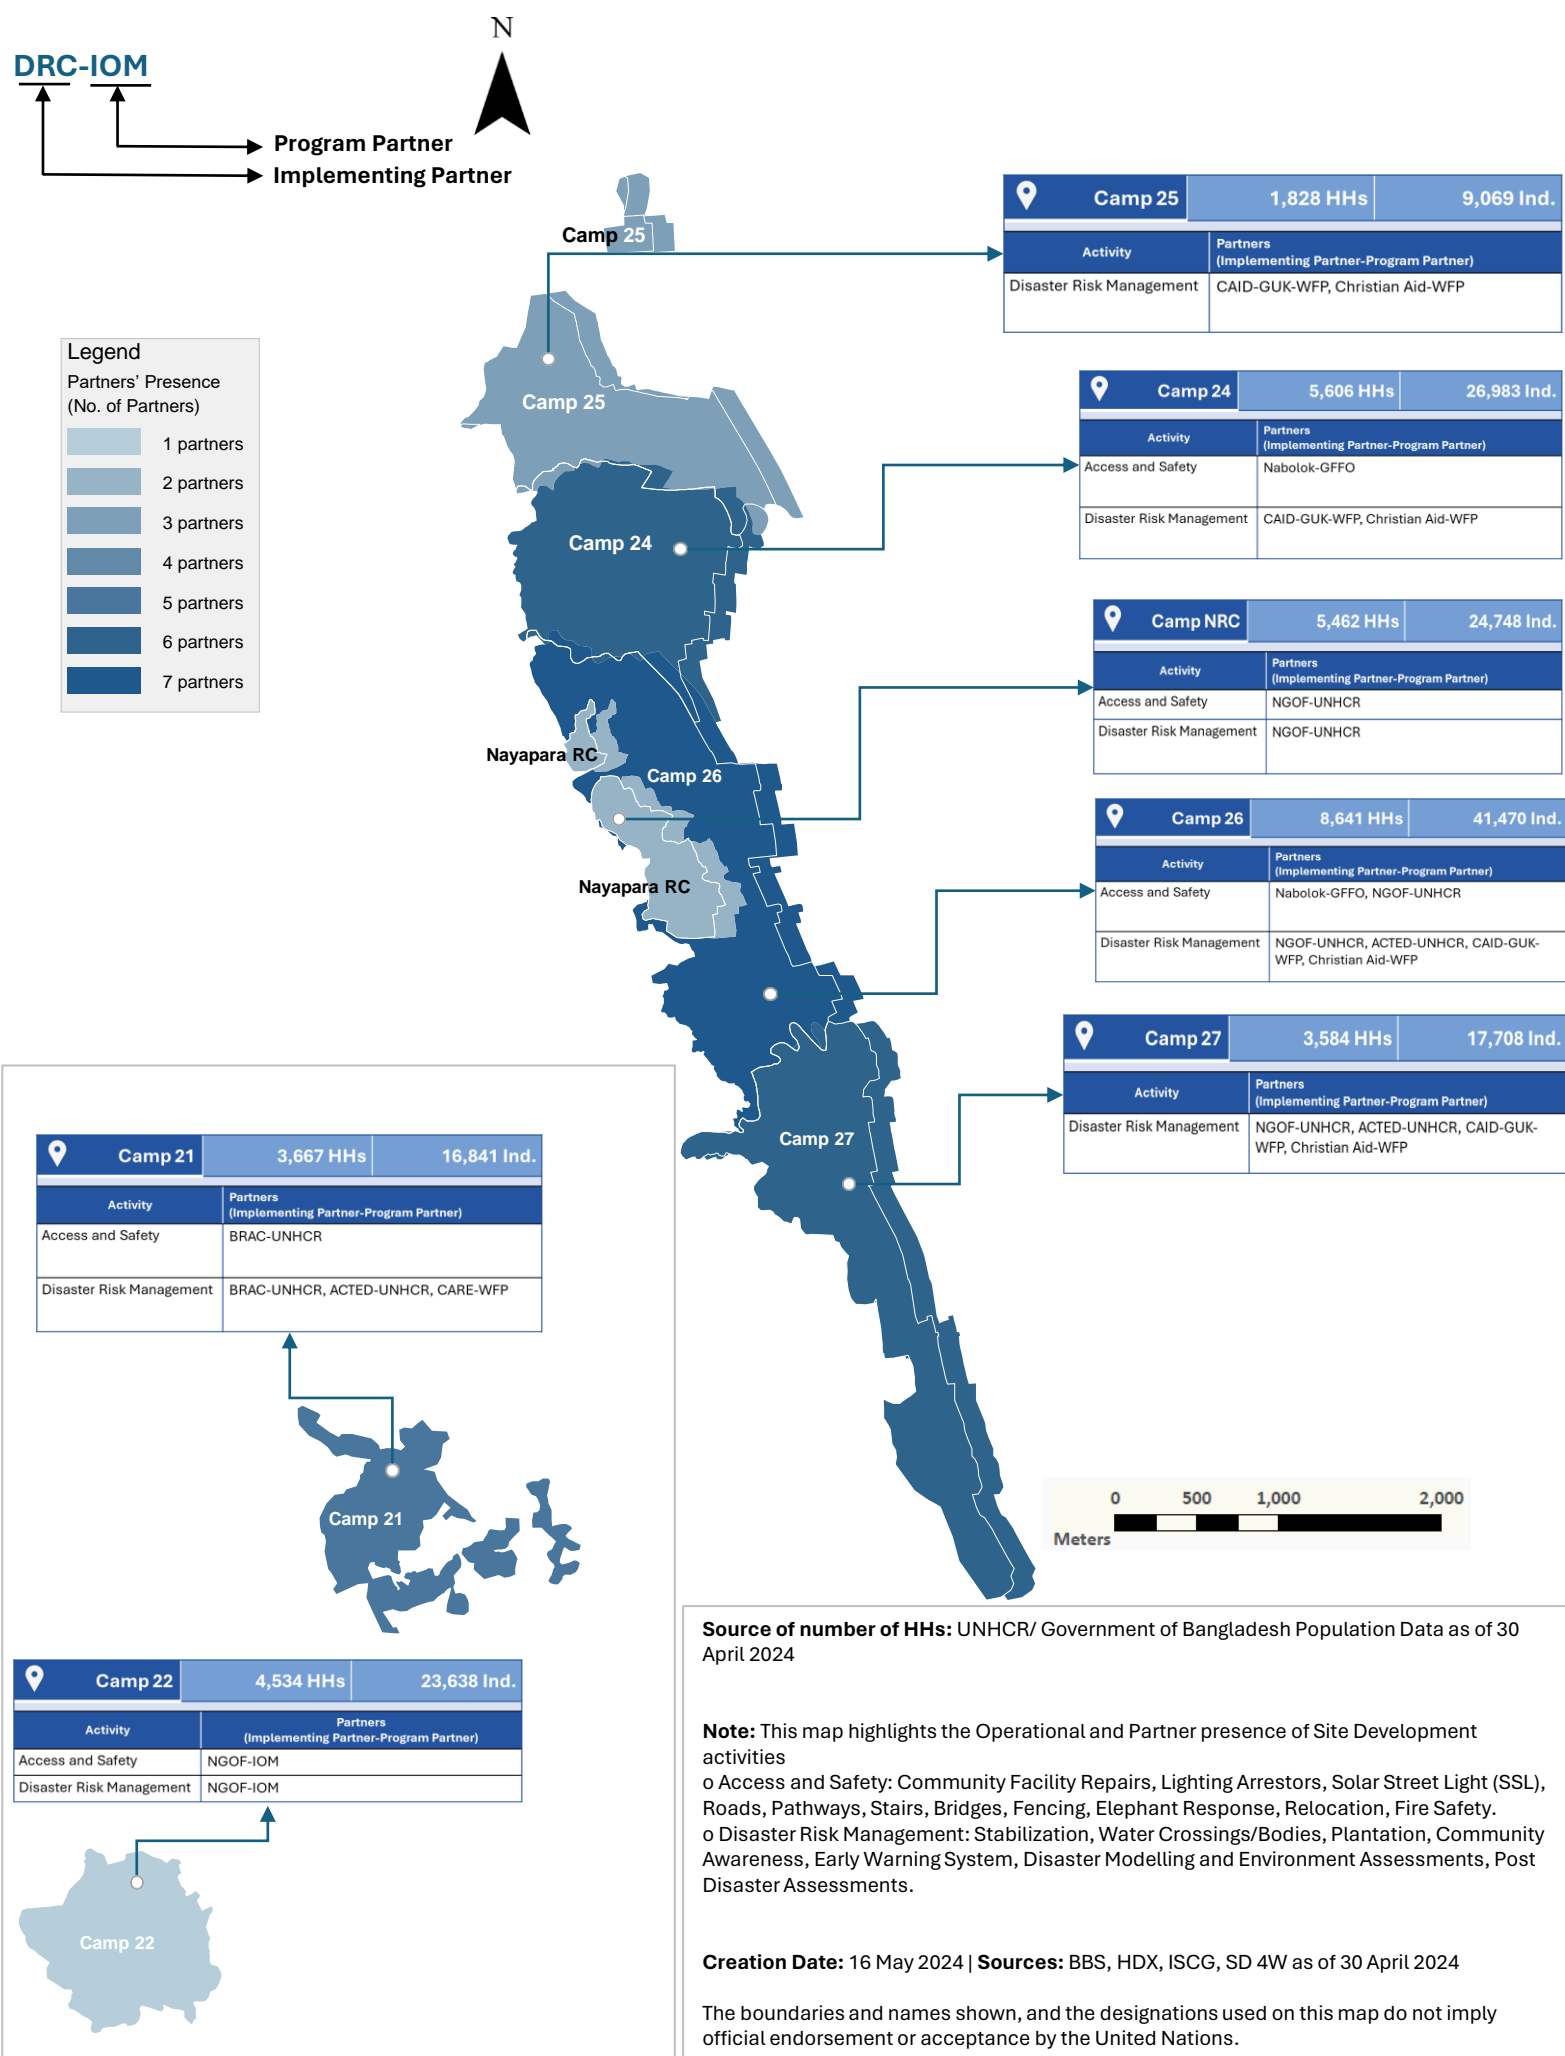 N
DRC-IOM
Program Partner
Implementing Partner
Camp 25
Camp 25
Legend
Partners' Presence
(No. of Partners)
1 partners
2 partners
3 partners
4 partners
5 partners
6 partners
7 partners
Camp 24
Nayapara RC
Camp 26
Nayapara RC
Camp 27
Camp 25 1,828 HHs 9,069 Ind.
Activity Partners
(Implementing Partner-Program Partner)
Disaster Risk Management CAID-GUK-WFP, Christian Aid-WFP
Camp 24 5,606 HHs 26,983 Ind.
Activity Partners
(Implementing Partner-Program Partner)
Access and Safety Nabolok-GFFO
Disaster Risk Management CAID-GUK-WFP, Christian Aid-WFP
Camp NRC 5,462 HHs 24,748 Ind.
Activity Partners
(Implementing Partner-Program Partner)
Access and Safety NGOF-UNHCR
Disaster Risk Management NGOF-UNHCR
Camp 26 8,641 HHs 41,470 Ind.
Activity Partners
(Implementing Partner-Program Partner)
Access and Safety Nabolok-GFFO, NGOF-UNHCR
Disaster Risk Management NGOF-UNHCR, ACTED-UNHCR, CAID-GUK-
WFP, Christian Aid-WFP
Camp 27 3,584 HHs 17,708 Ind.
Activity Partners
(Implementing Partner-Program Partner)
Disaster Risk Management NGOF-UNHCR, ACTED-UNHCR, CAID-GUK-
WFP, Christian Aid-WFP
Camp 21 3,667 HHs 16,841 Ind.
Activity Partners
(Implementing Partner-Program Partner)
Access and Safety BRAC-UNHCR
Disaster Risk Management BRAC-UNHCR, ACTED-UNHCR, CARE-WFP
Camp 21
Camp 22 4,534 HHs 23,638 Ind.
Activity Partners
(Implementing Partner-Program Partner)
Access and Safety NGOF-IOM
Disaster Risk Management NGOF-IOM
Camp 22
0 500 1,000 2,000
Meters
Source of number of HHs: UNHCR/ Government of Bangladesh Population Data as of 30
April 2024
Note: This map highlights the Operational and Partner presence of Site Development
activities
o Access and Safety: Community Facility Repairs, Lighting Arrestors, Solar Street Light (SSL),
Roads, Pathways, Stairs, Bridges, Fencing, Elephant Response, Relocation, Fire Safety.
o Disaster Risk Management: Stabilization, Water Crossings/Bodies, Plantation, Community
Awareness, Early Warning System, Disaster Modelling and Environment Assessments, Post
Disaster Assessments.
Creation Date: 16 May 2024 | Sources: BBS, HDX, ISCG, SD 4W as of 30 April 2024
The boundaries and names shown, and the designations used on this map do not imply
official endorsement or acceptance by the United Nations.